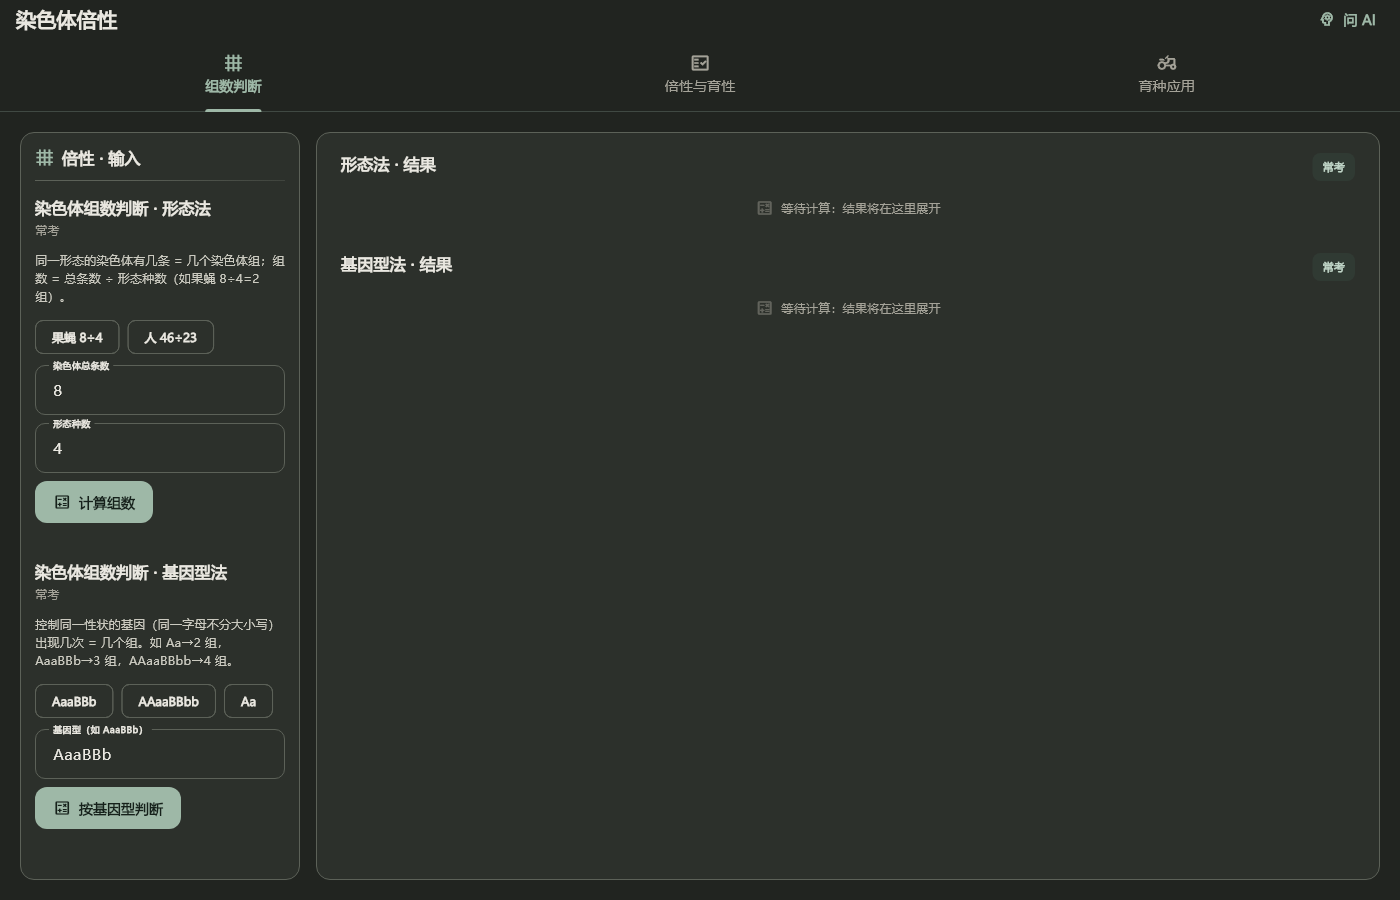 染色体倍性
问 AI
组数判断
倍性与育性
育种应用
倍性 · 输入
染色体组数判断 · 形态法
常考
同一形态的染色体有几条 = 几个染色体组；组
数 = 总条数 ÷ 形态种数（如果蝇 8÷4=2
组）。
果蝇 8÷4
人 46÷23
染色体总条数
8
形态种数
4
计算组数
染色体组数判断 · 基因型法
常考
控制同一性状的基因（同一字母不分大小写）
出现几次 = 几个组。如 Aa→2 组，
AaaBBb→3 组，AAaaBBbb→4 组。
AaaBBb
AAaaBBbb
Aa
基因型（如 AaaBBb）
AaaBBb
按基因型判断
形态法 · 结果
常考
等待计算：结果将在这里展开
基因型法 · 结果
常考
等待计算：结果将在这里展开